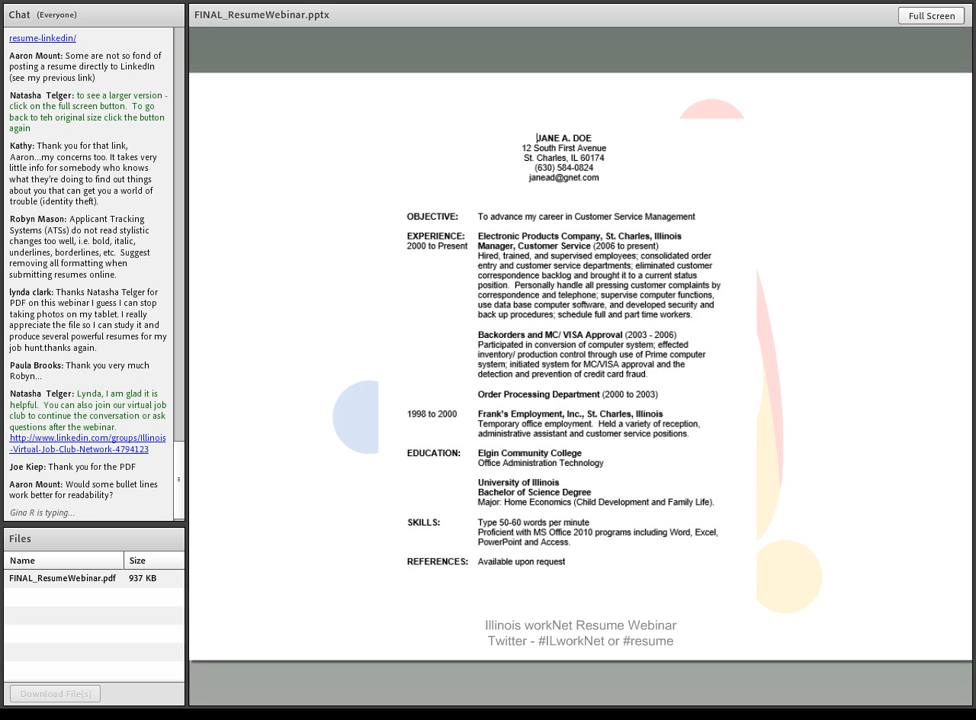 Chat (Everyone)
resume-linkedin/
Aaron Mount: Some are not so fond of
posting a resume directly to LinkedIn
(see my previous link)
Natasha Telger: to see a larger version -
click on the full screen button. To go
back to teh original size click the button
again
Kathy: Thank you for that link,
Aaron...my concerns too. It takes very
little info for somebody who knows
what they're doing to find out things
about you that can get you a world of
trouble (identity theft).
Robyn Mason: Applicant Tracking
Systems (ATSs) do not read stylistic
changes too well, i.e. bold, italic,
underlines, borderlines, etc. Suggest
removing all formatting when
submitting resumes online.
lynda clark: Thanks Natasha Telger for
PDF on this webinar I guess I can stop
taking photos on my tablet. I really
appreciate the file so I can study it and
produce several powerful resumes for my
job hunt.thanks again.
Paula Brooks: Thank you very much
Robyn...
Natasha Telger: Lynda, I am glad it is
helpful. You can also join our virtual job
club to continue the conversation or ask
questions after the webinar.
http://www.linkedin.com/groups/Illinois
-Virtual-Job-Club-Network-4794123
Joe Kiep: Thank you for the PDF
Aaron Mount: Would some bullet lines
work better for readability?
Gina R is typing...
Files
Name Size
FINAL_ResumeWebinar.pdf 937 KB
Download File(s)
FINAL_ResumeWebinar.pptx
Full Screen
JANE A. DOE
12 South First Avenue
St. Charles, IL 60174
(630) 584-0824
janead@gnet.com
OBJECTIVE: To advance my career in Customer Service Management
EXPERIENCE: Electronic Products Company, St. Charles, Illinois
2000 to Present Manager, Customer Service (2006 to present)
Hired, trained, and supervised employees; consolidated order
entry and customer service departments; eliminated customer
correspondence backlog and brought it to a current status
position. Personally handle all pressing customer complaints by
correspondence and telephone; supervise computer functions,
use data base computer software, and developed security and
back up procedures; schedule full and part time workers.
Backorders and MC/ VISA Approval (2003 - 2006)
Participated in conversion of computer system; effected
inventory/ production control through use of Prime computer
system; initiated system for MC/VISA approval and the
detection and prevention of credit card fraud.
Order Processing Department (2000 to 2003)
1998 to 2000 Frank's Employment, Inc., St. Charles, Illinois
Temporary office employment. Held a variety of reception,
administrative assistant and customer service positions.
EDUCATION: Elgin Community College
Office Administration Technology
University of Illinois
Bachelor of Science Degree
Major: Home Economics (Child Development and Family Life).
SKILLS: Type 50-60 words per minute
Proficient with MS Office 2010 programs including Word, Excel,
PowerPoint and Access.
REFERENCES: Available upon request
Illinois workNet Resume Webinar
Twitter - #ILworkNet or #resume